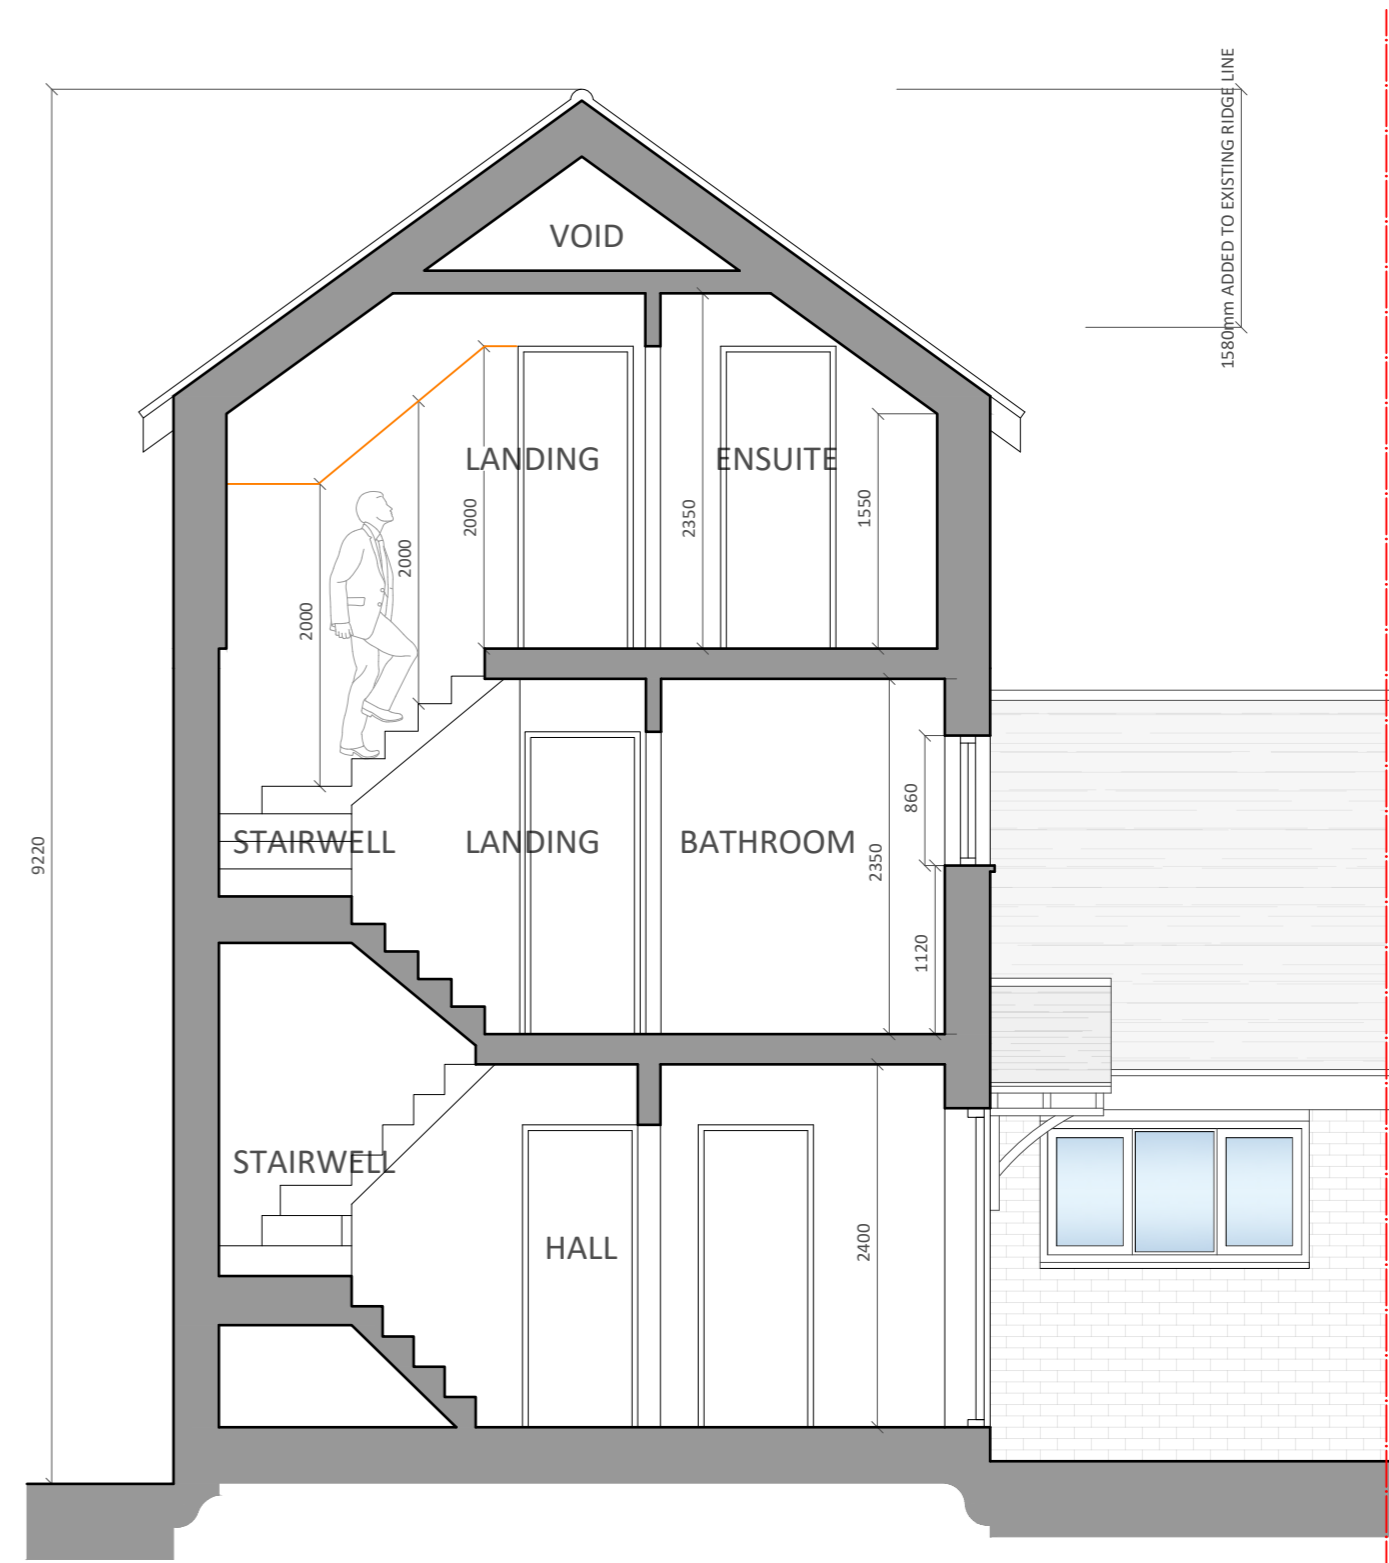 1580mm ADDED TO EXISTING RIDGE LINE
VOID
LANDING
ENSUITE
2000
2000
2000
2350
1550
9220
STAIRWELL
LANDING
BATHROOM
860
2350
1120
STAIRWELL
HALL
2400